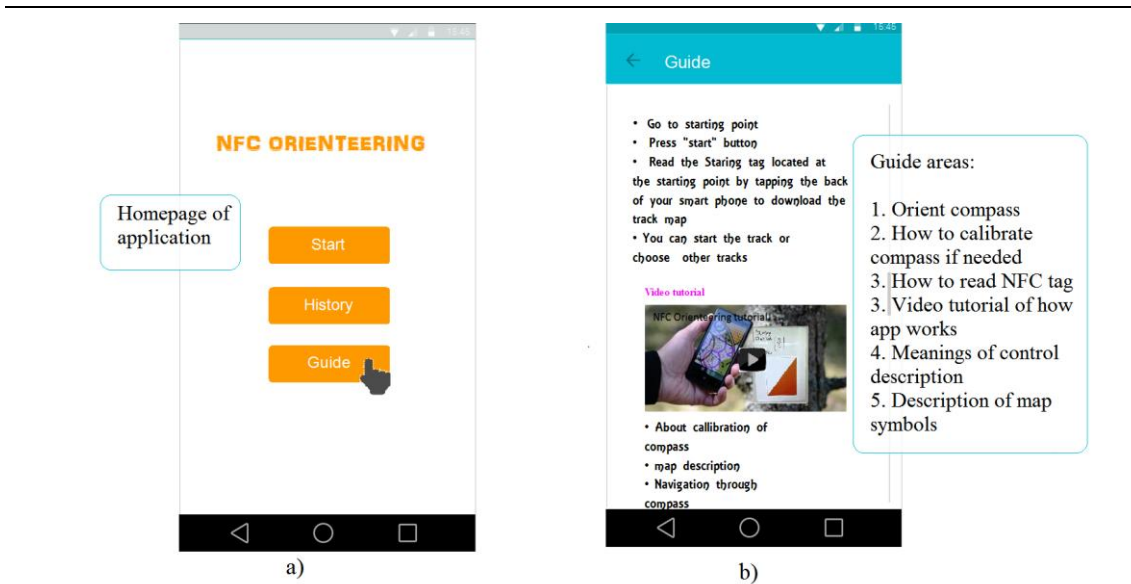 15:45
NFC ORIENTEERING
Homepage of
application
Start
History
Guide
a)
15:45
Guide
• Go to starting point
• Press "start" button
• Read the Staring tag located at
the starting point by tapping the back
of your smart phone to download the
track map
• You can start the track or
choose other tracks
Video tutorial
NFC Orienteering tutorial
• About callibration of
compass
• map description
• Navigation through
compass
Guide areas:
1. Orient compass
2. How to calibrate
compass if needed
3. How to read NFC tag
3. Video tutorial of how
app works
4. Meanings of control
description
5. Description of map
symbols
b)